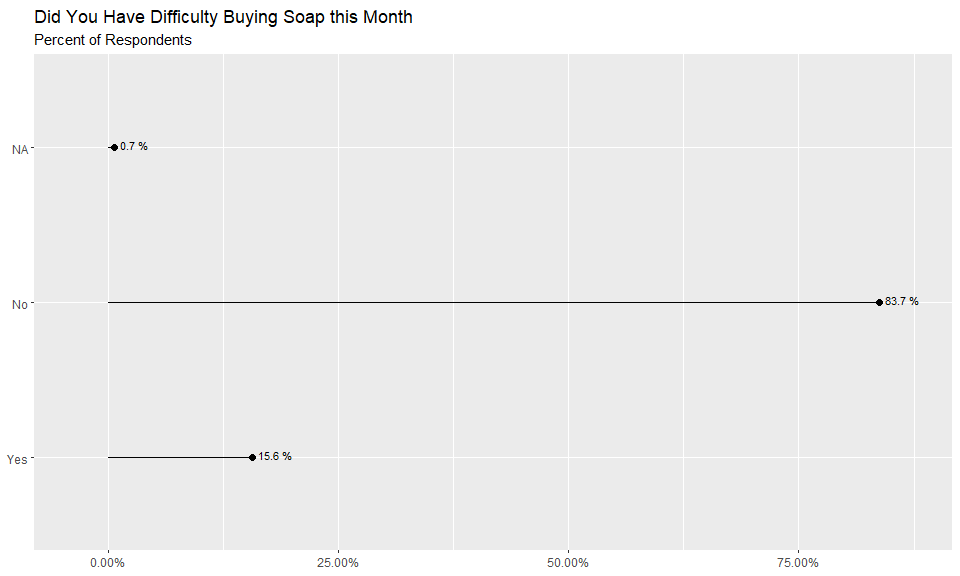 Did You Have Difficulty Buying Soap this Month
Percent of Respondents
NA
0.7 %
No
83.7 %
Yes
15.6 %
0.00%
25.00%
50.00%
75.00%